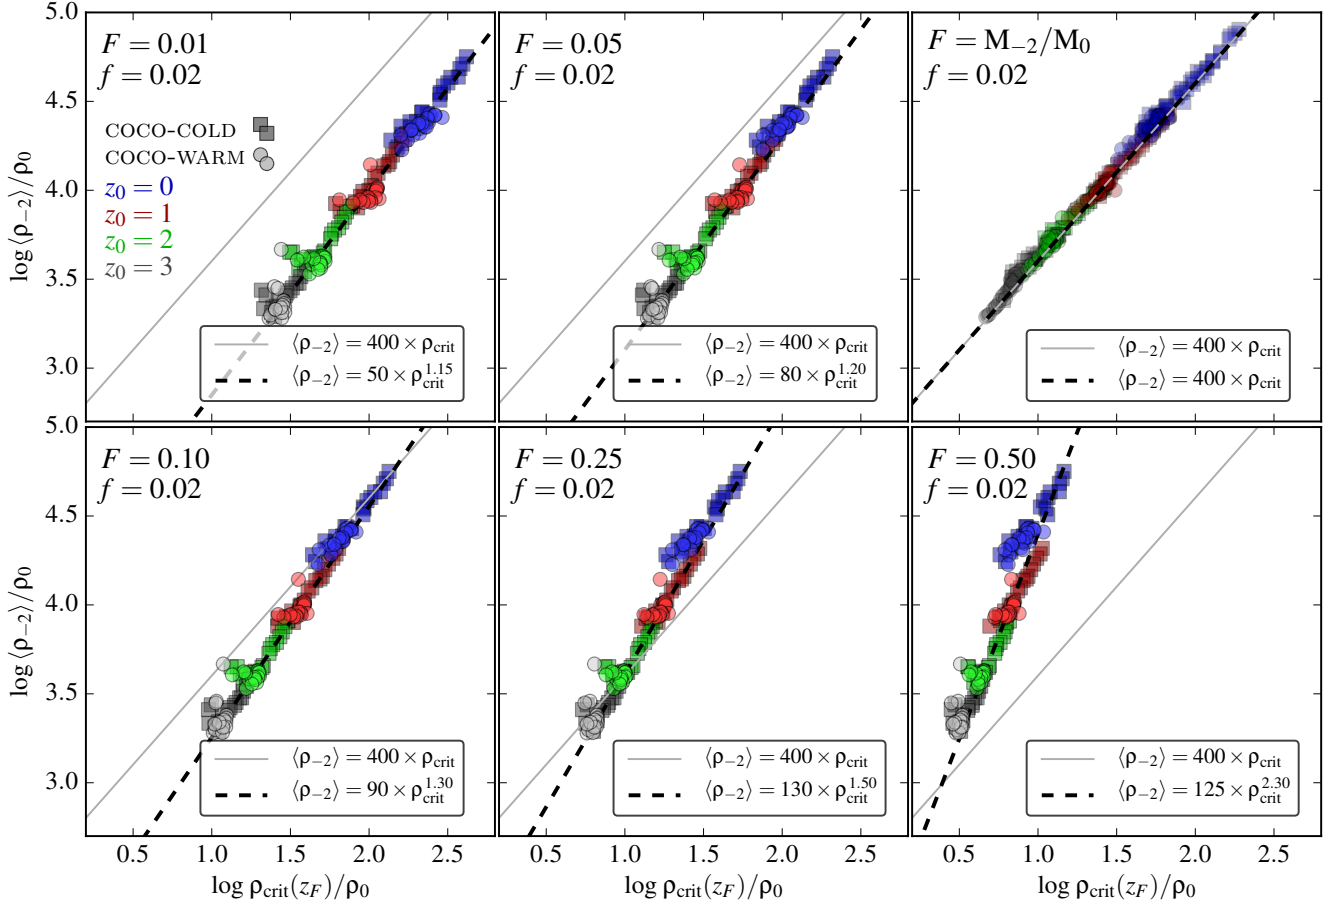 5.0
4.5
4.0
3.5
3.0
log ⟨ρ₋₂⟩/ρ₀
F = 0.01
f = 0.02
COCO-COLD
COCO-WARM
z₀ = 0
z₀ = 1
z₀ = 2
z₀ = 3
⟨ρ₋₂⟩ = 400 × ρcrit
⟨ρ₋₂⟩ = 50 × ρcrit^1.15
F = 0.05
f = 0.02
⟨ρ₋₂⟩ = 400 × ρcrit
⟨ρ₋₂⟩ = 80 × ρcrit^1.20
F = M₋₂/M₀
f = 0.02
⟨ρ₋₂⟩ = 400 × ρcrit
⟨ρ₋₂⟩ = 400 × ρcrit
5.0
4.5
4.0
3.5
3.0
log ⟨ρ₋₂⟩/ρ₀
F = 0.10
f = 0.02
⟨ρ₋₂⟩ = 400 × ρcrit
⟨ρ₋₂⟩ = 90 × ρcrit^1.30
0.5 1.0 1.5 2.0 2.5
log ρcrit(z_F)/ρ₀
F = 0.25
f = 0.02
⟨ρ₋₂⟩ = 400 × ρcrit
⟨ρ₋₂⟩ = 130 × ρcrit^1.50
0.5 1.0 1.5 2.0 2.5
log ρcrit(z_F)/ρ₀
F = 0.50
f = 0.02
⟨ρ₋₂⟩ = 400 × ρcrit
⟨ρ₋₂⟩ = 125 × ρcrit^2.30
0.5 1.0 1.5 2.0 2.5
log ρcrit(z_F)/ρ₀